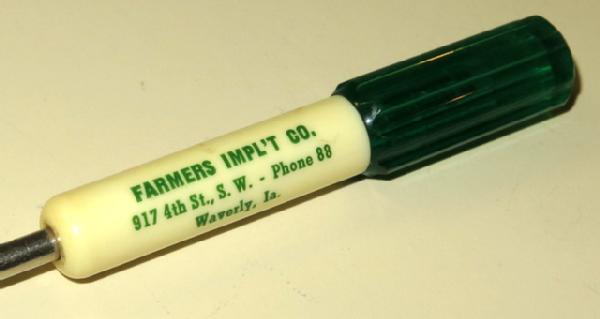 FARMERS IMPL'T CO.
917 4th St., S. W. - Phone 88
Waverly, Ia.